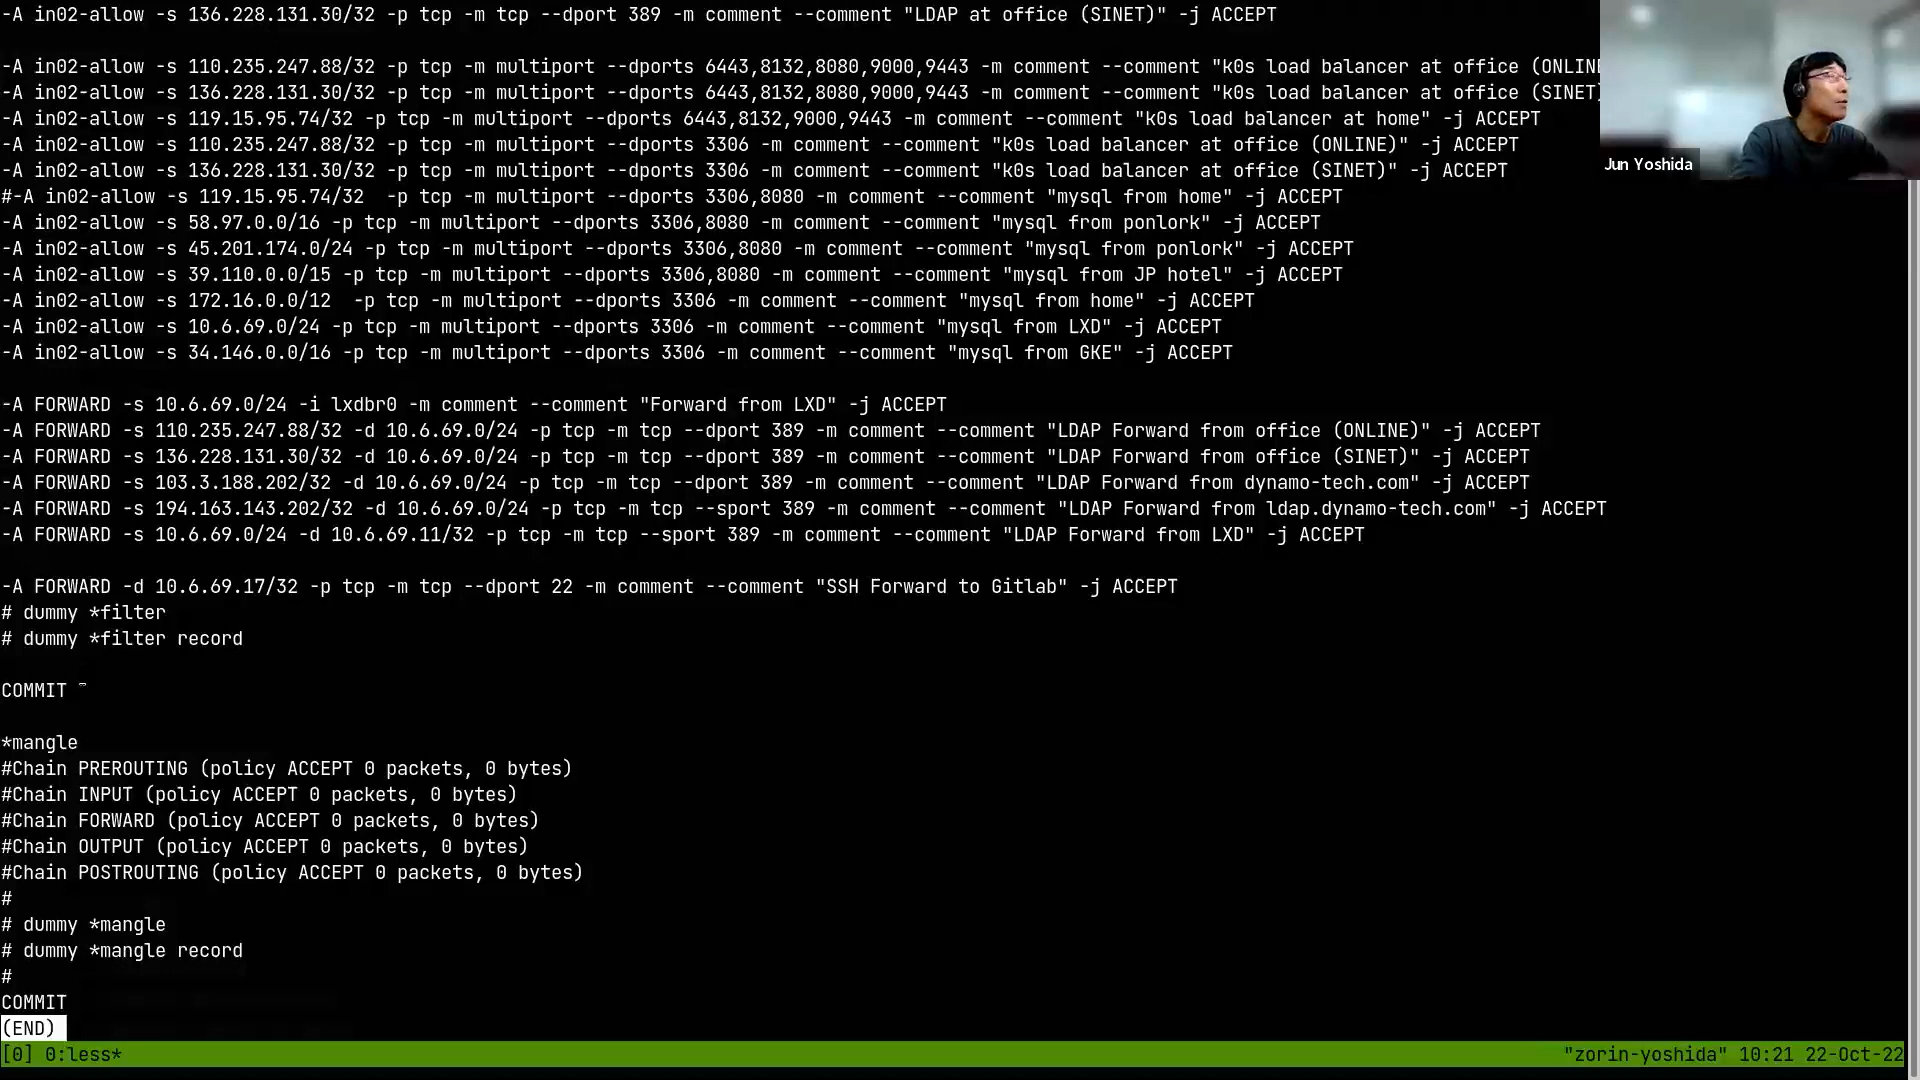 -A in02-allow -s 136.228.131.30/32 -p tcp -m tcp --dport 389 -m comment --comment "LDAP at office (SINET)" -j ACCEPT
-A in02-allow -s 110.235.247.88/32 -p tcp -m multiport --dports 6443,8132,8080,9000,9443 -m comment --comment "k0s load balancer at office (ONLINE
-A in02-allow -s 136.228.131.30/32 -p tcp -m multiport --dports 6443,8132,8080,9000,9443 -m comment --comment "k0s load balancer at office (SINET)
-A in02-allow -s 119.15.95.74/32 -p tcp -m multiport --dports 6443,8132,9000,9443 -m comment --comment "k0s load balancer at home" -j ACCEPT
-A in02-allow -s 110.235.247.88/32 -p tcp -m multiport --dports 3306 -m comment --comment "k0s load balancer at office (ONLINE)" -j ACCEPT
Jun Yoshida
-A in02-allow -s 136.228.131.30/32 -p tcp -m multiport --dports 3306 -m comment --comment "k0s load balancer at office (SINET)" -j ACCEPT
#-A in02-allow -s 119.15.95.74/32  -p tcp -m multiport --dports 3306,8080 -m comment --comment "mysql from home" -j ACCEPT
-A in02-allow -s 58.97.0.0/16 -p tcp -m multiport --dports 3306,8080 -m comment --comment "mysql from ponlork" -j ACCEPT
-A in02-allow -s 45.201.174.0/24 -p tcp -m multiport --dports 3306,8080 -m comment --comment "mysql from ponlork" -j ACCEPT
-A in02-allow -s 39.110.0.0/15 -p tcp -m multiport --dports 3306,8080 -m comment --comment "mysql from JP hotel" -j ACCEPT
-A in02-allow -s 172.16.0.0/12  -p tcp -m multiport --dports 3306 -m comment --comment "mysql from home" -j ACCEPT
-A in02-allow -s 10.6.69.0/24 -p tcp -m multiport --dports 3306 -m comment --comment "mysql from LXD" -j ACCEPT
-A in02-allow -s 34.146.0.0/16 -p tcp -m multiport --dports 3306 -m comment --comment "mysql from GKE" -j ACCEPT
-A FORWARD -s 10.6.69.0/24 -i lxdbr0 -m comment --comment "Forward from LXD" -j ACCEPT
-A FORWARD -s 110.235.247.88/32 -d 10.6.69.0/24 -p tcp -m tcp --dport 389 -m comment --comment "LDAP Forward from office (ONLINE)" -j ACCEPT
-A FORWARD -s 136.228.131.30/32 -d 10.6.69.0/24 -p tcp -m tcp --dport 389 -m comment --comment "LDAP Forward from office (SINET)" -j ACCEPT
-A FORWARD -s 103.3.188.202/32 -d 10.6.69.0/24 -p tcp -m tcp --dport 389 -m comment --comment "LDAP Forward from dynamo-tech.com" -j ACCEPT
-A FORWARD -s 194.163.143.202/32 -d 10.6.69.0/24 -p tcp -m tcp --sport 389 -m comment --comment "LDAP Forward from ldap.dynamo-tech.com" -j ACCEPT
-A FORWARD -s 10.6.69.0/24 -d 10.6.69.11/32 -p tcp -m tcp --sport 389 -m comment --comment "LDAP Forward from LXD" -j ACCEPT
-A FORWARD -d 10.6.69.17/32 -p tcp -m tcp --dport 22 -m comment --comment "SSH Forward to Gitlab" -j ACCEPT
# dummy *filter
# dummy *filter record
COMMIT
*mangle
#Chain PREROUTING (policy ACCEPT 0 packets, 0 bytes)
#Chain INPUT (policy ACCEPT 0 packets, 0 bytes)
#Chain FORWARD (policy ACCEPT 0 packets, 0 bytes)
#Chain OUTPUT (policy ACCEPT 0 packets, 0 bytes)
#Chain POSTROUTING (policy ACCEPT 0 packets, 0 bytes)
#
# dummy *mangle
# dummy *mangle record
#
COMMIT
(END)
[0] 0:less* "zorin-yoshida" 10:21 22-Oct-22